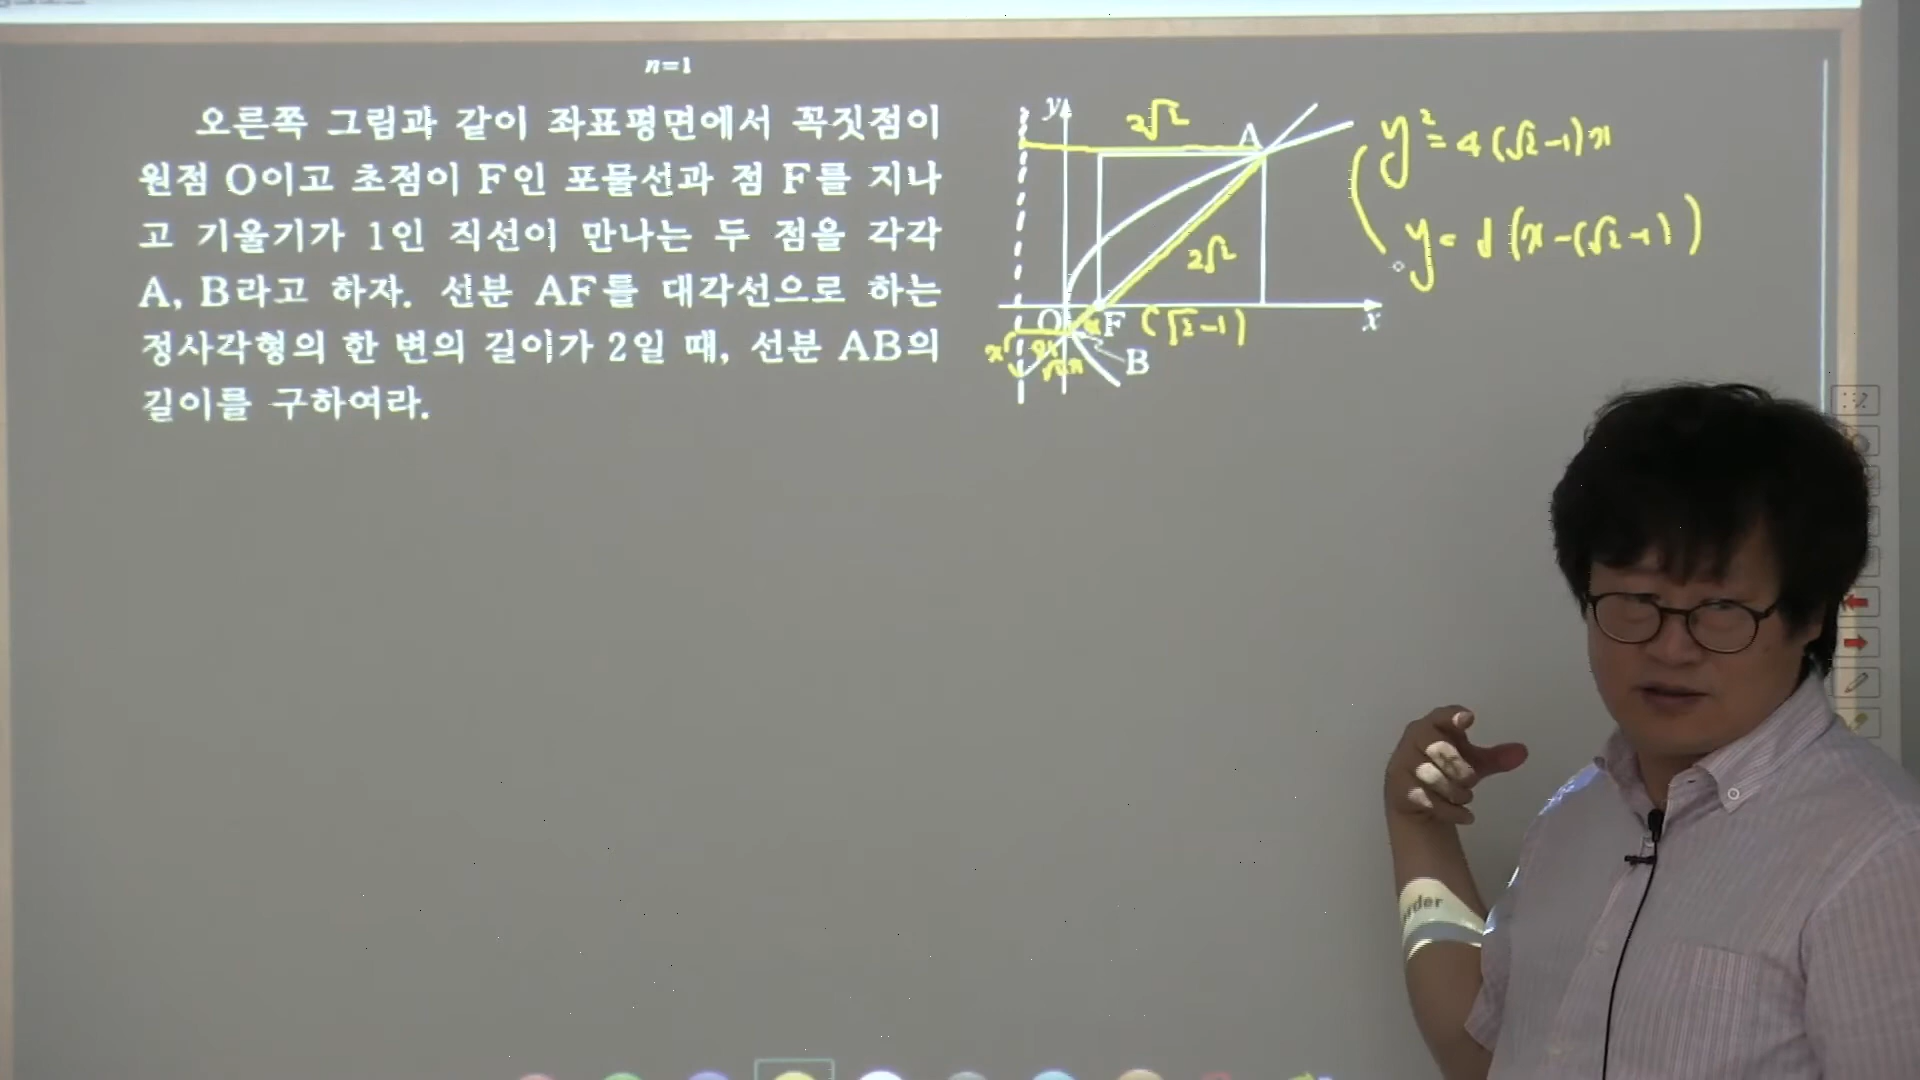 n=1
오른쪽 그림과 같이 좌표평면에서 꼭짓점이
원점 O이고 초점이 F인 포물선과 점 F를 지나
고 기울기가 1인 직선이 만나는 두 점을 각각
A, B라고 하자. 선분 AF를 대각선으로 하는
정사각형의 한 변의 길이가 2일 때, 선분 AB의
길이를 구하여라.
y
2√2
A
2√2
O
F
(√2-1)
x
x
√2x
B
y²=4(√2-1)x
y=1(x-(√2-1))